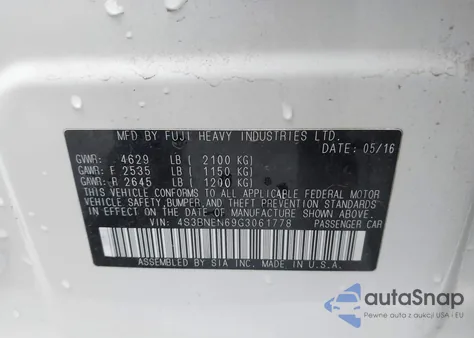 MFD BY FUJI HEAVY INDUSTRIES LTD.
DATE: 05/16
GVWR: 4629 LB ( 2100 KG)
GAWR: F 2535 LB ( 1150 KG)
GAWR: R 2645 LB ( 1200 KG)
THIS VEHICLE CONFORMS TO ALL APPLICABLE FEDERAL MOTOR
VEHICLE SAFETY, BUMPER, AND THEFT PREVENTION STANDARDS
IN EFFECT ON THE DATE OF MANUFACTURE SHOWN ABOVE.
VIN: 4S3BNEN69G3061778
PASSENGER CAR
MFD BY SIA INC. MADE IN U.S.A.
autoSnap
Pewne auta z aukcji w USA i EU